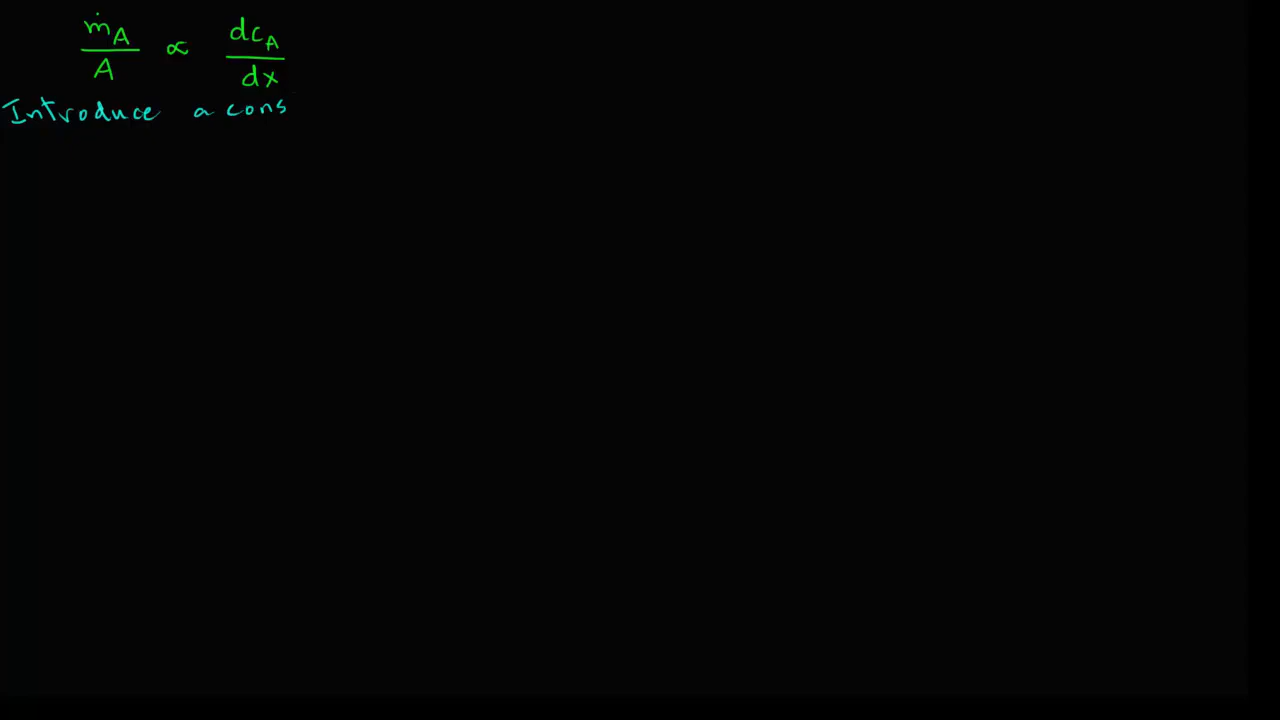 ṁ_A / A ∝ dc_A / dx
Introduce a cons